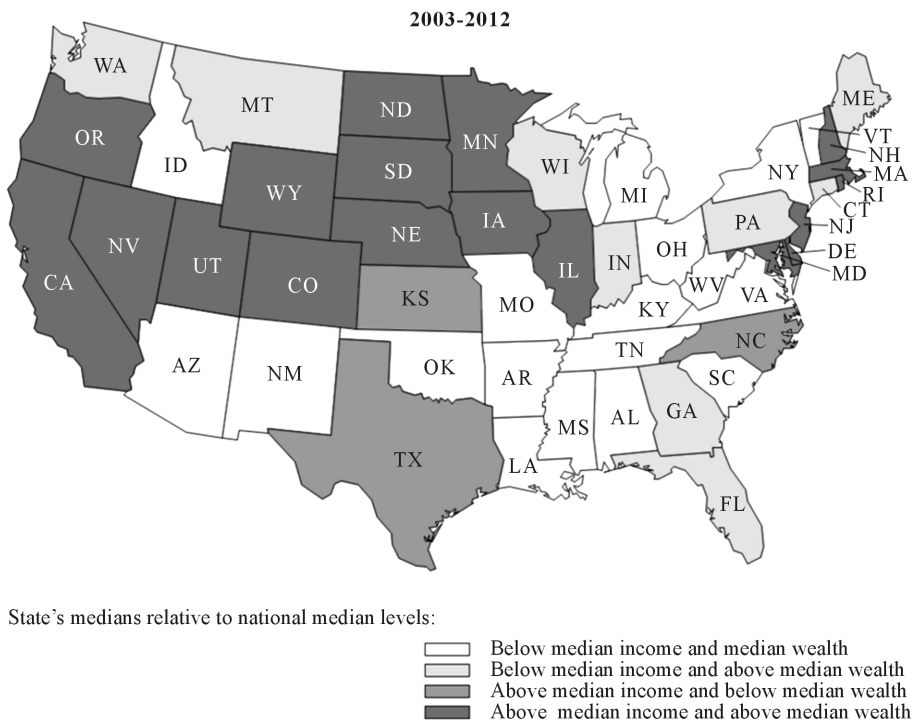 2003-2012
WA
MT
ND
MN
ME
OR
ID
SD
WI
VT
NH
WY
MI
NY
MA
RI
CT
NV
NE
IA
PA
NJ
CA
UT
CO
IL
IN
OH
DE
MD
KS
MO
WV
VA
KY
AZ
NM
OK
TN
NC
AR
SC
TX
MS
AL
GA
LA
FL
State’s medians relative to national median levels:
Below median income and median wealth
Below median income and above median wealth
Above median income and below median wealth
Above median income and above median wealth